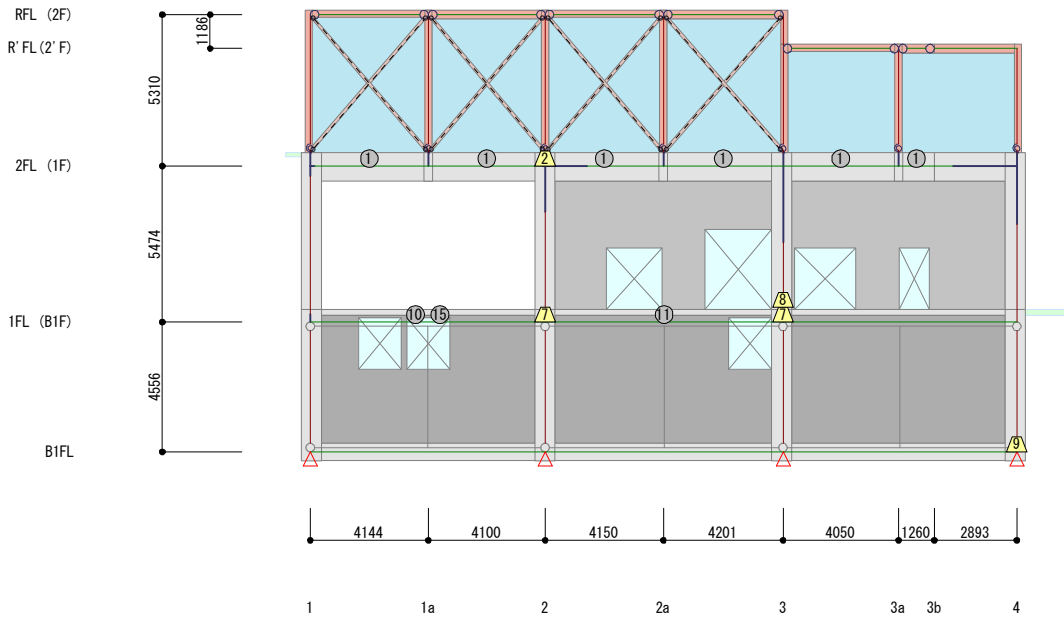 RFL (2F)
1186
R'FL(2'F)
5310
2FL (1F)
1 1 2 1 1 1 1
5474
8
1FL (B1F)
10 15 7 11 7
4556
B1FL
9
4144 4100 4150 4201 4050 1260 2893
1 1a 2 2a 3 3a 3b 4